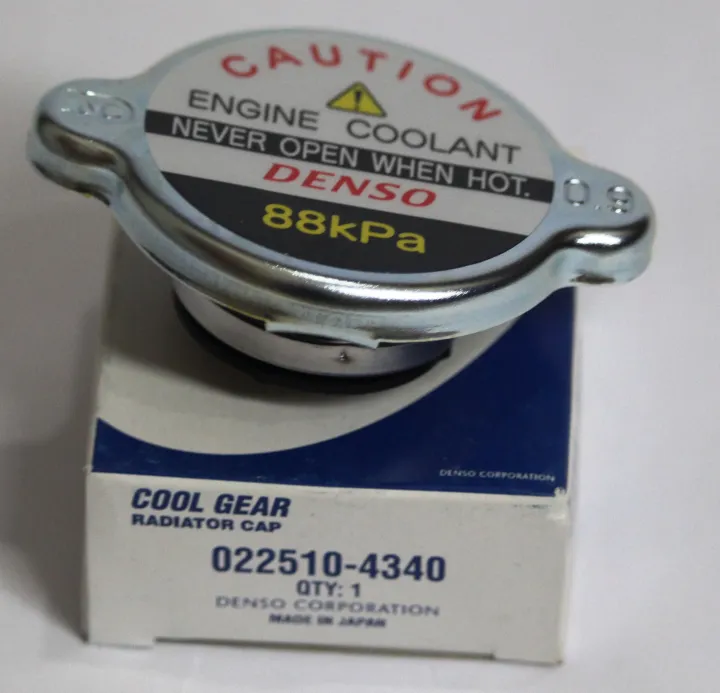 CAUTION
ENGINE COOLANT
NEVER OPEN WHEN HOT.
DENSO
88kPa
0.9
DENSO CORPORATION
COOL GEAR
RADIATOR CAP
022510-4340
QTY: 1
DENSO CORPORATION
MADE IN JAPAN